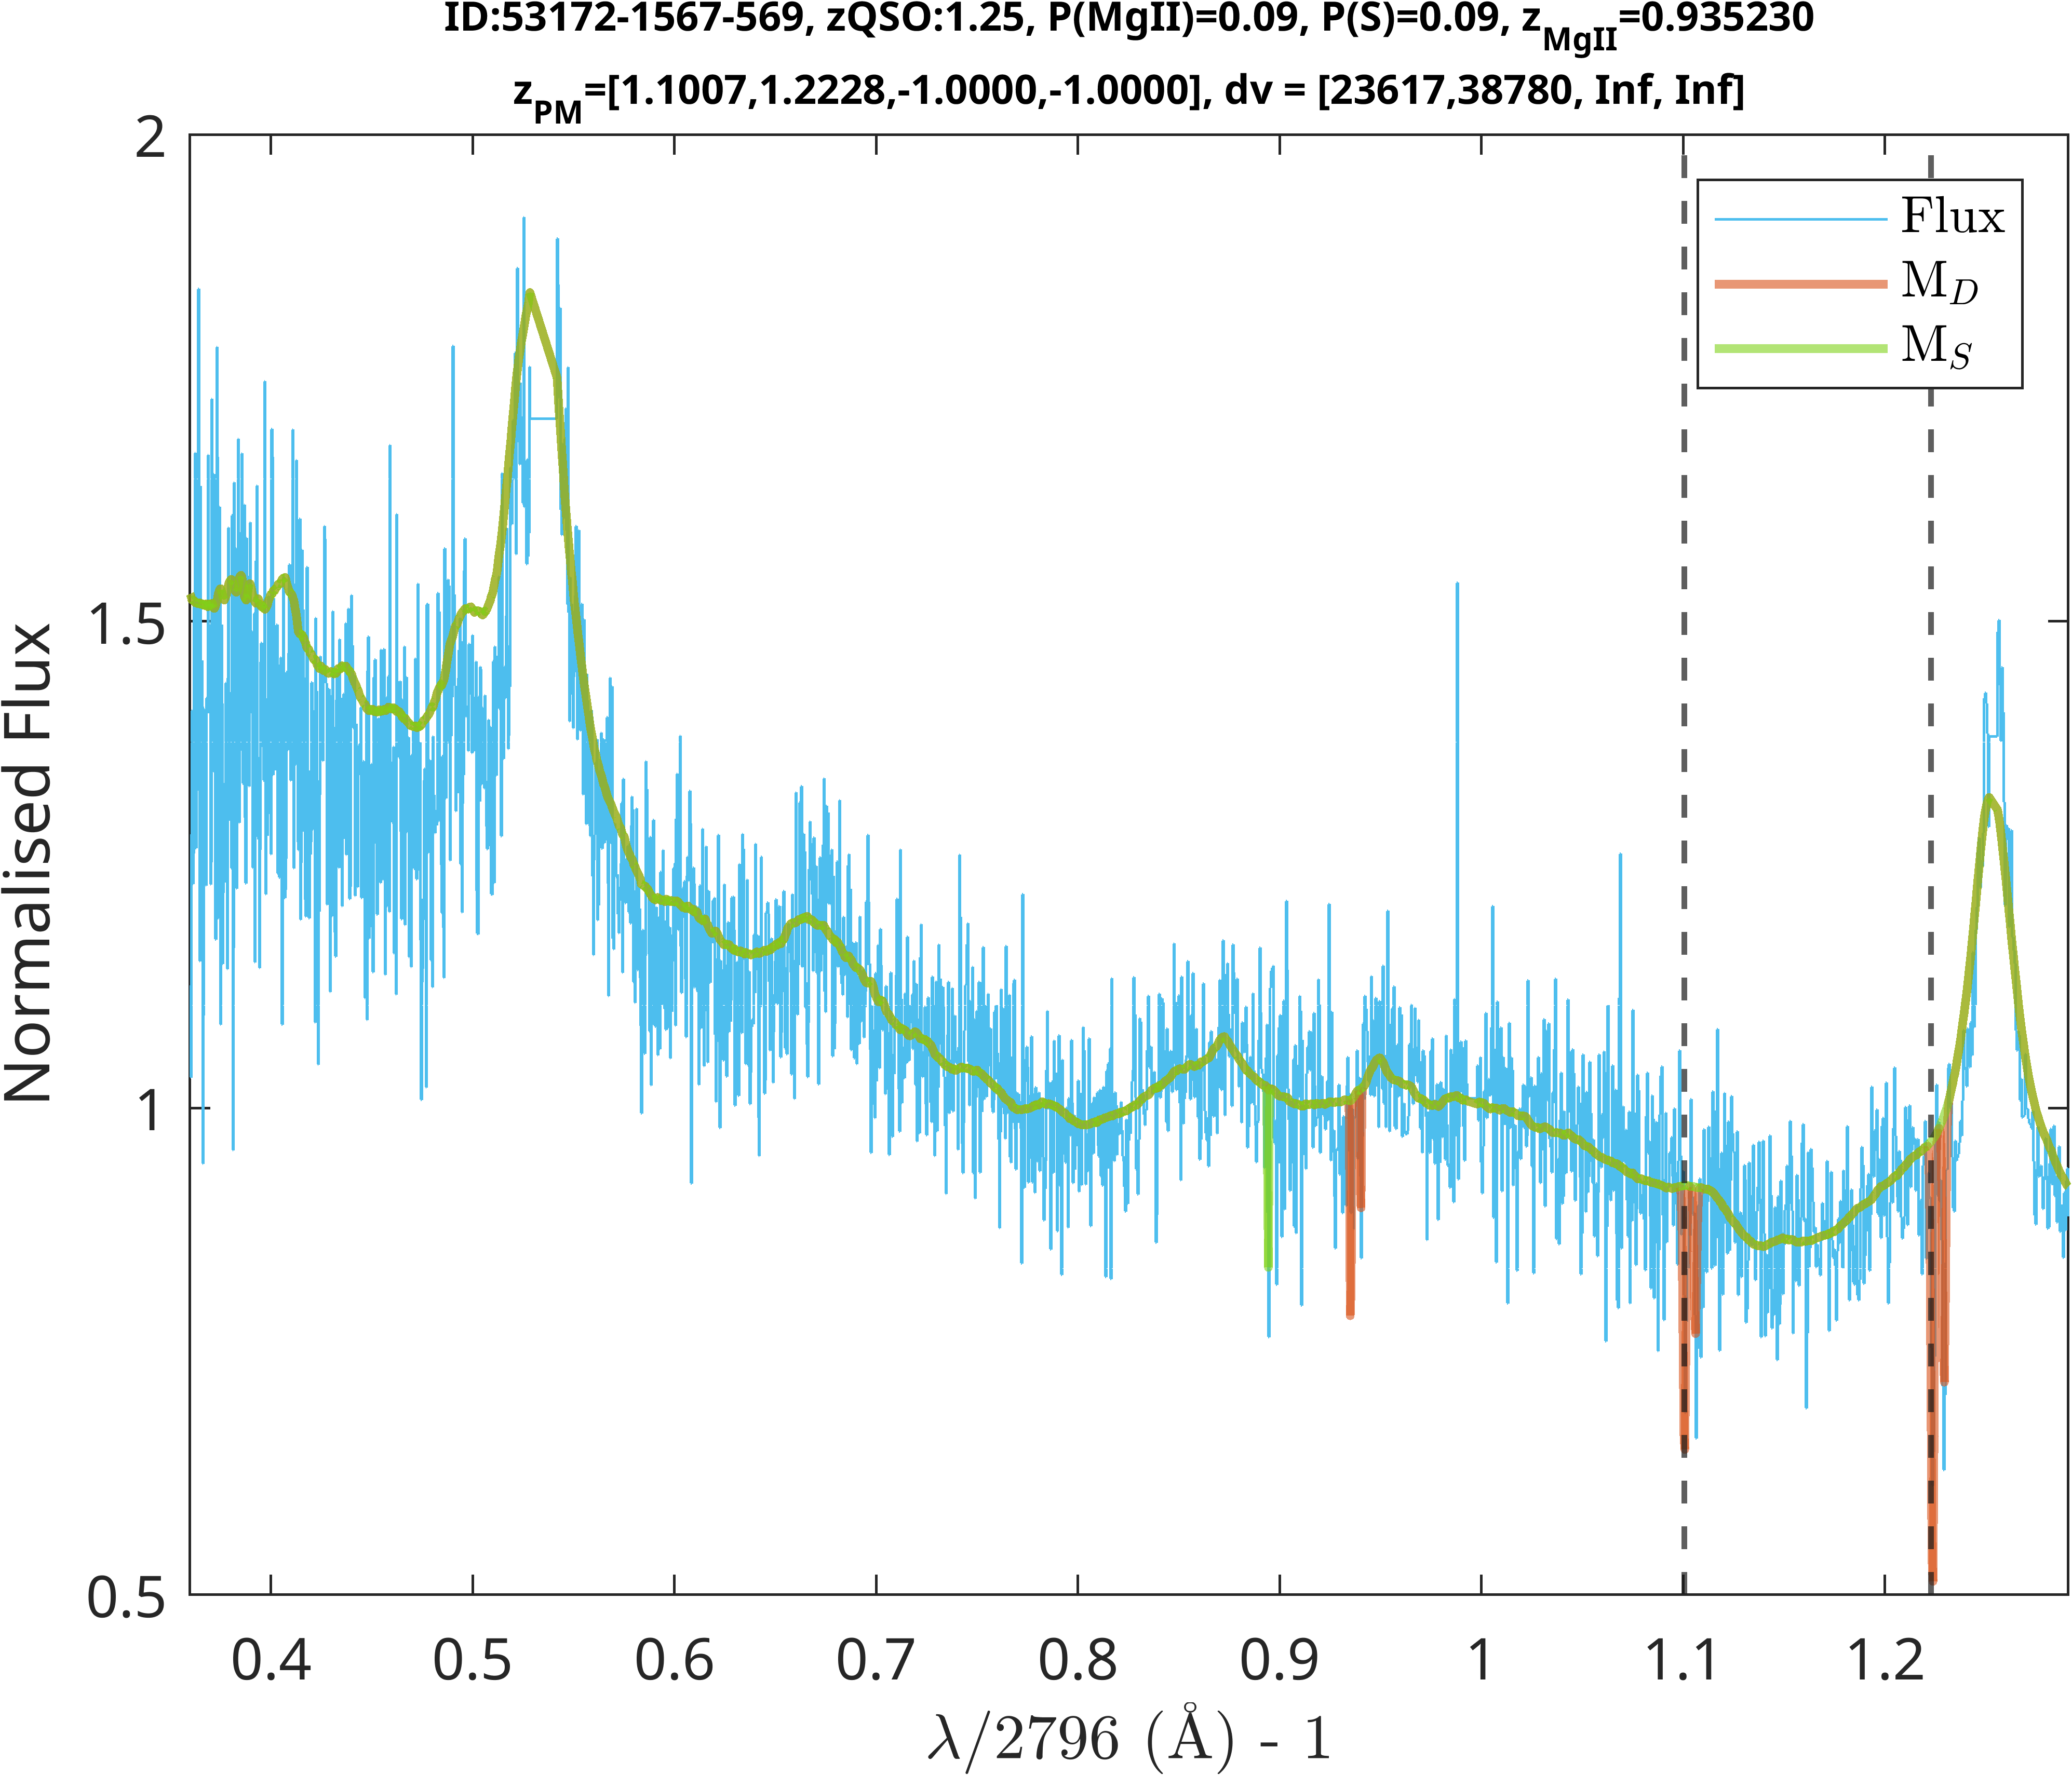 ID:53172-1567-569, zQSO:1.25, P(MgII)=0.09, P(S)=0.09, zMgII=0.935230
zPM=[1.1007,1.2228,-1.0000,-1.0000], dv = [23617,38780, Inf, Inf]
2
1.5
1
0.5
Normalised Flux
Flux
MD
MS
0.4 0.5 0.6 0.7 0.8 0.9 1 1.1 1.2
λ/2796 (Å) - 1